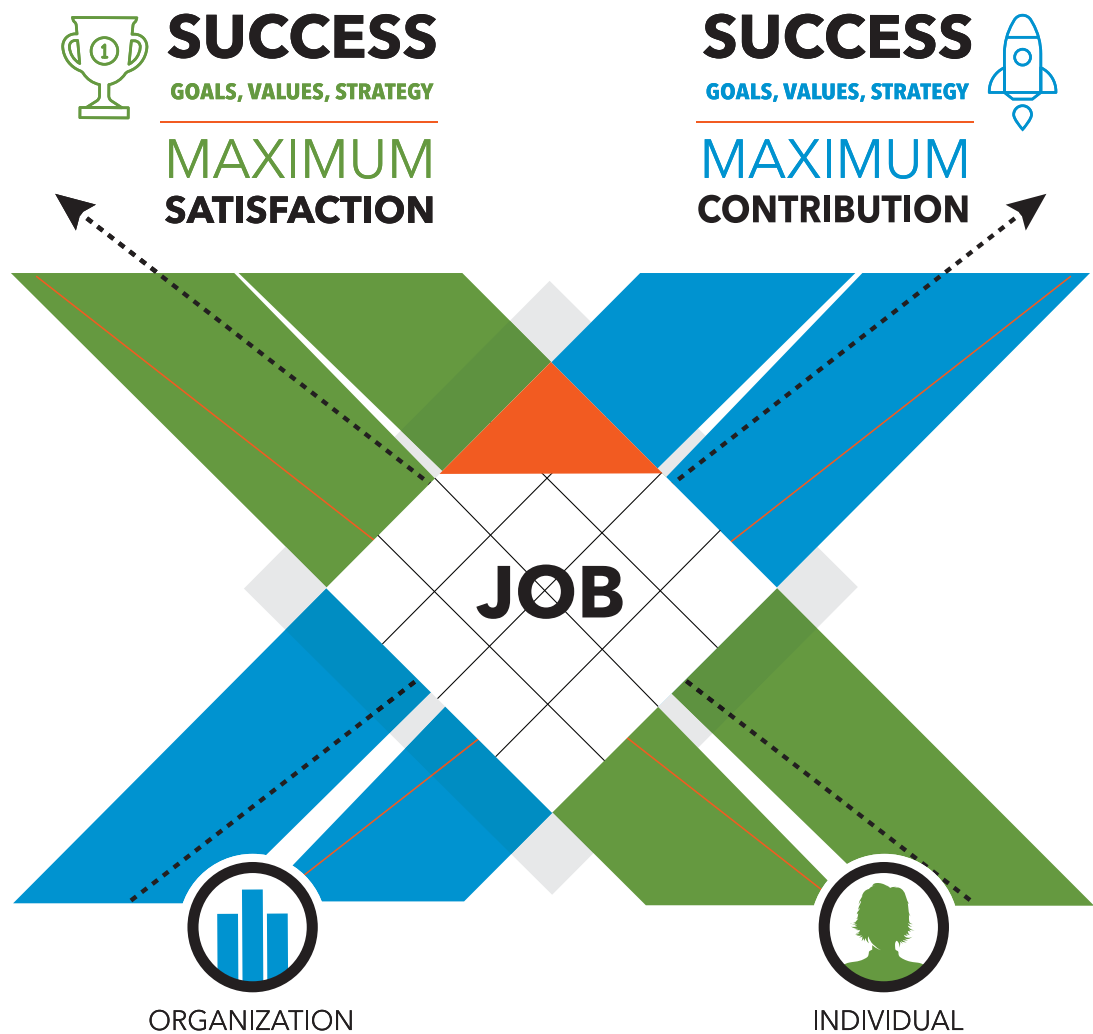 SUCCESS
GOALS, VALUES, STRATEGY
MAXIMUM
SATISFACTION
1
SUCCESS
GOALS, VALUES, STRATEGY
MAXIMUM
CONTRIBUTION
JOB
ORGANIZATION
INDIVIDUAL